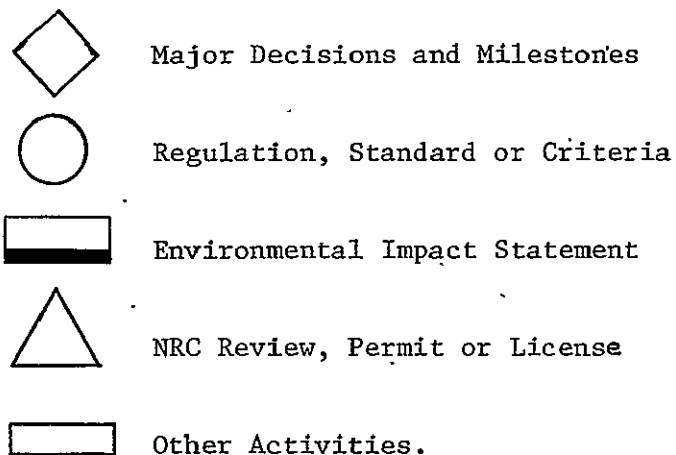 Major Decisions and Milestones
Regulation, Standard or Criteria
Environmental Impact Statement
NRC Review, Permit or License
Other Activities.